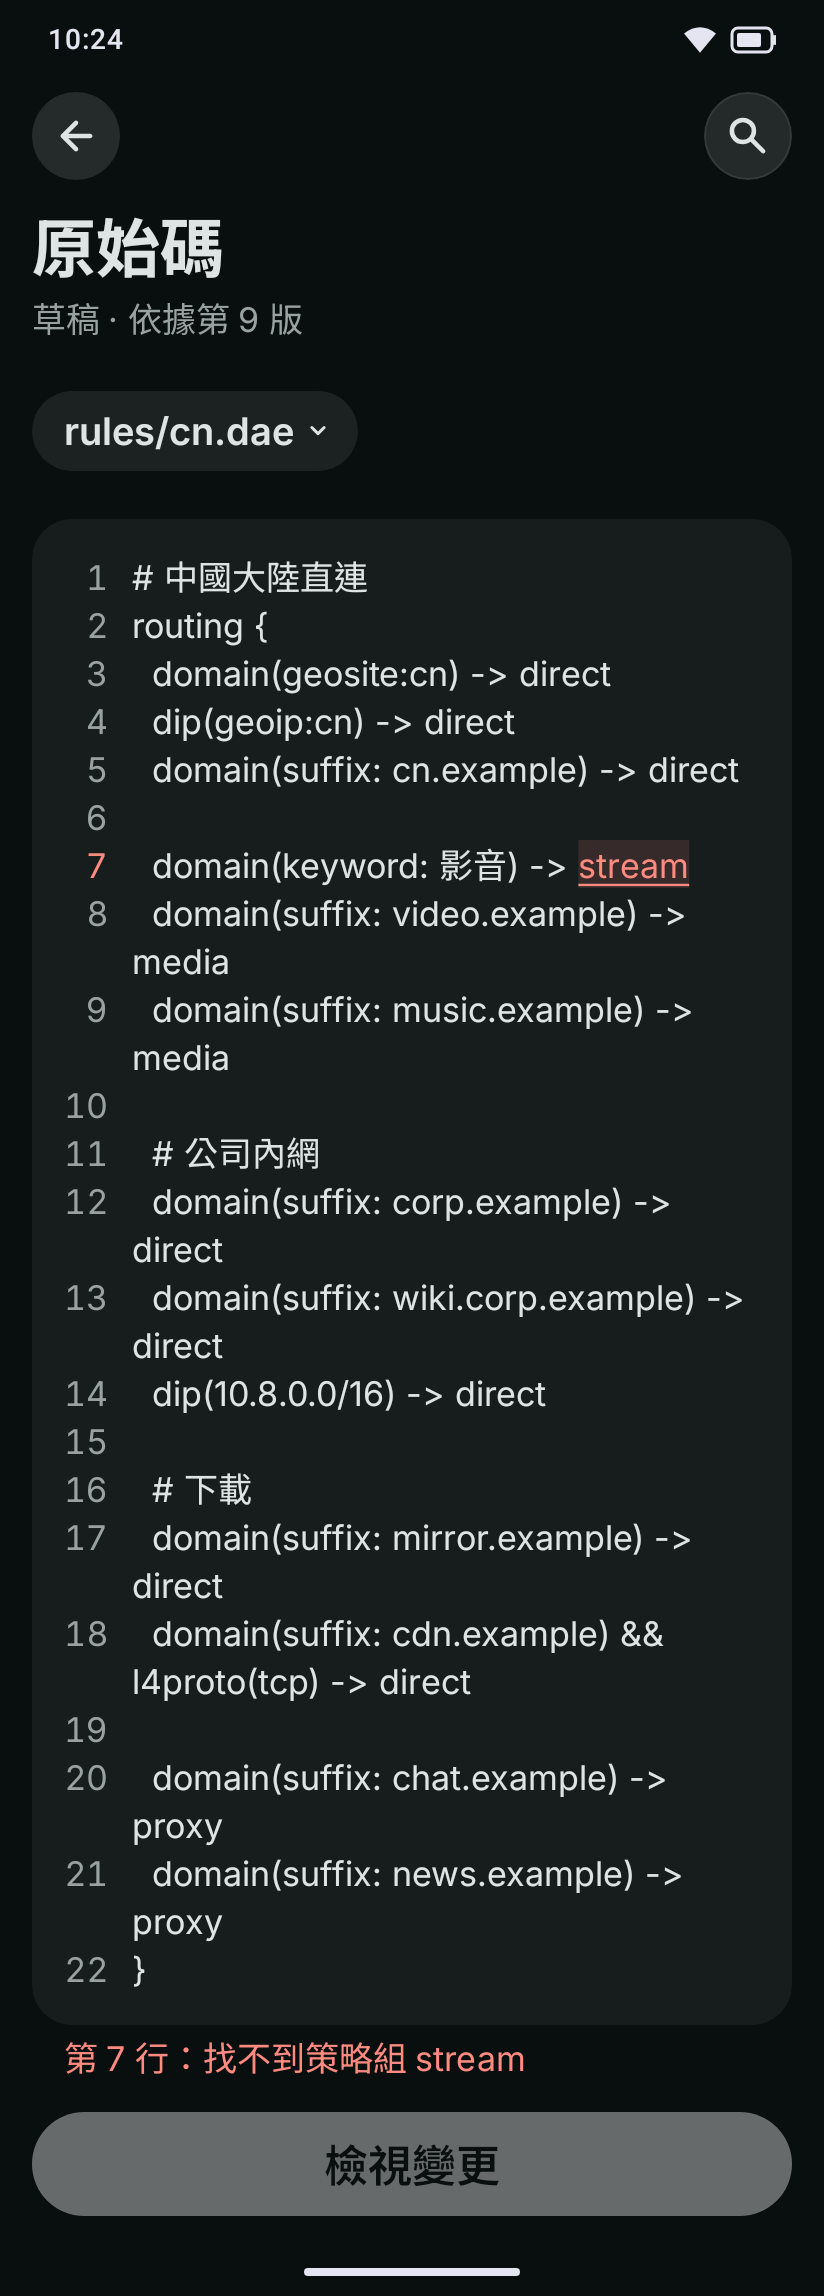 10:24
原始碼
草稿 · 依據第 9 版
rules/cn.dae
1 # 中國大陸直連
2 routing {
3   domain(geosite:cn) -> direct
4   dip(geoip:cn) -> direct
5   domain(suffix: cn.example) -> direct
6
7   domain(keyword: 影音) -> stream
8   domain(suffix: video.example) ->
media
9   domain(suffix: music.example) ->
media
10
11   # 公司內網
12   domain(suffix: corp.example) ->
direct
13   domain(suffix: wiki.corp.example) ->
direct
14   dip(10.8.0.0/16) -> direct
15
16   # 下載
17   domain(suffix: mirror.example) ->
direct
18   domain(suffix: cdn.example) &&
l4proto(tcp) -> direct
19
20   domain(suffix: chat.example) ->
proxy
21   domain(suffix: news.example) ->
proxy
22 }
第 7 行：找不到策略組 stream
檢視變更